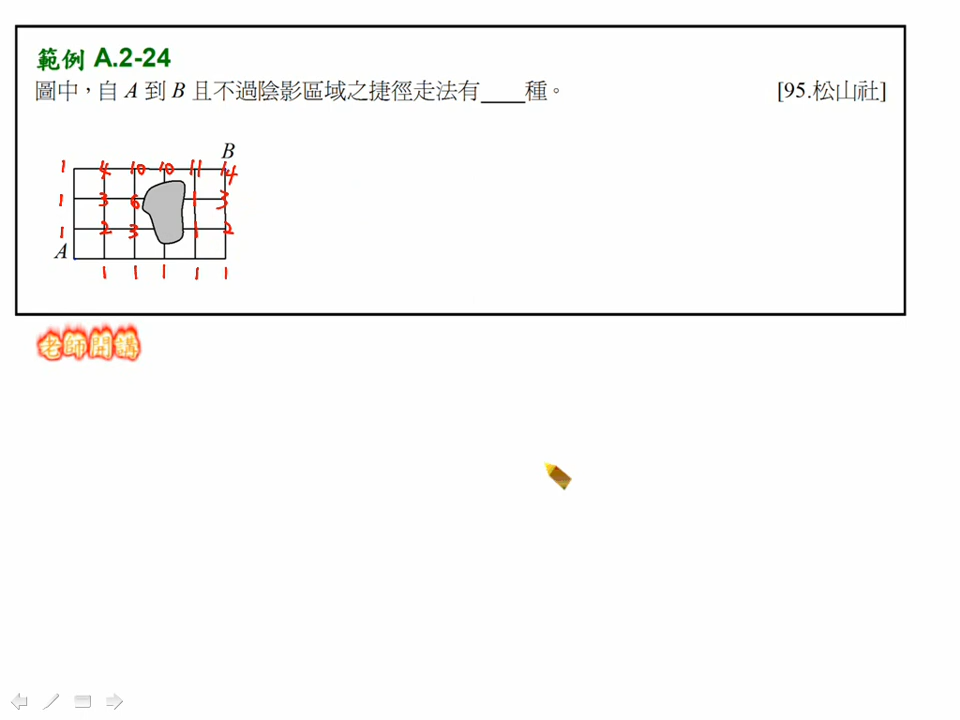 範例 A.2-24
圖中，自 A 到 B 且不過陰影區域之捷徑走法有____種。 [95.松山社]
B
1 4 10 10 11 14
1 3 6 1 3
1 2 3 1 2
A
1 1 1 1 1
老師開講